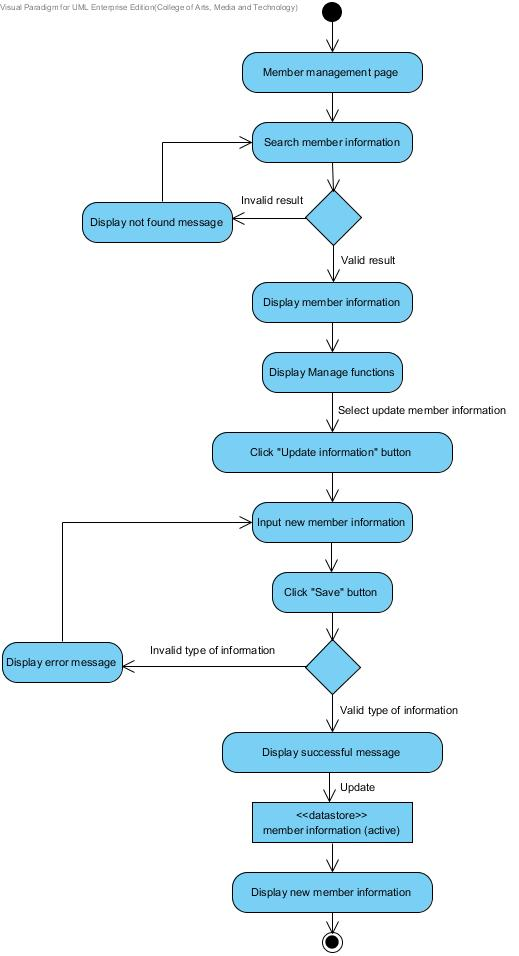 Visual Paradigm for UML Enterprise Edition(College of Arts, Media and Technology)
Member management page
Search member information
Invalid result
Display not found message
Valid result
Display member information
Display Manage functions
Select update member information
Click "Update information" button
Input new member information
Click "Save" button
Invalid type of information
Display error message
Valid type of information
Display successful message
Update
<<datastore>>
member information (active)
Display new member information